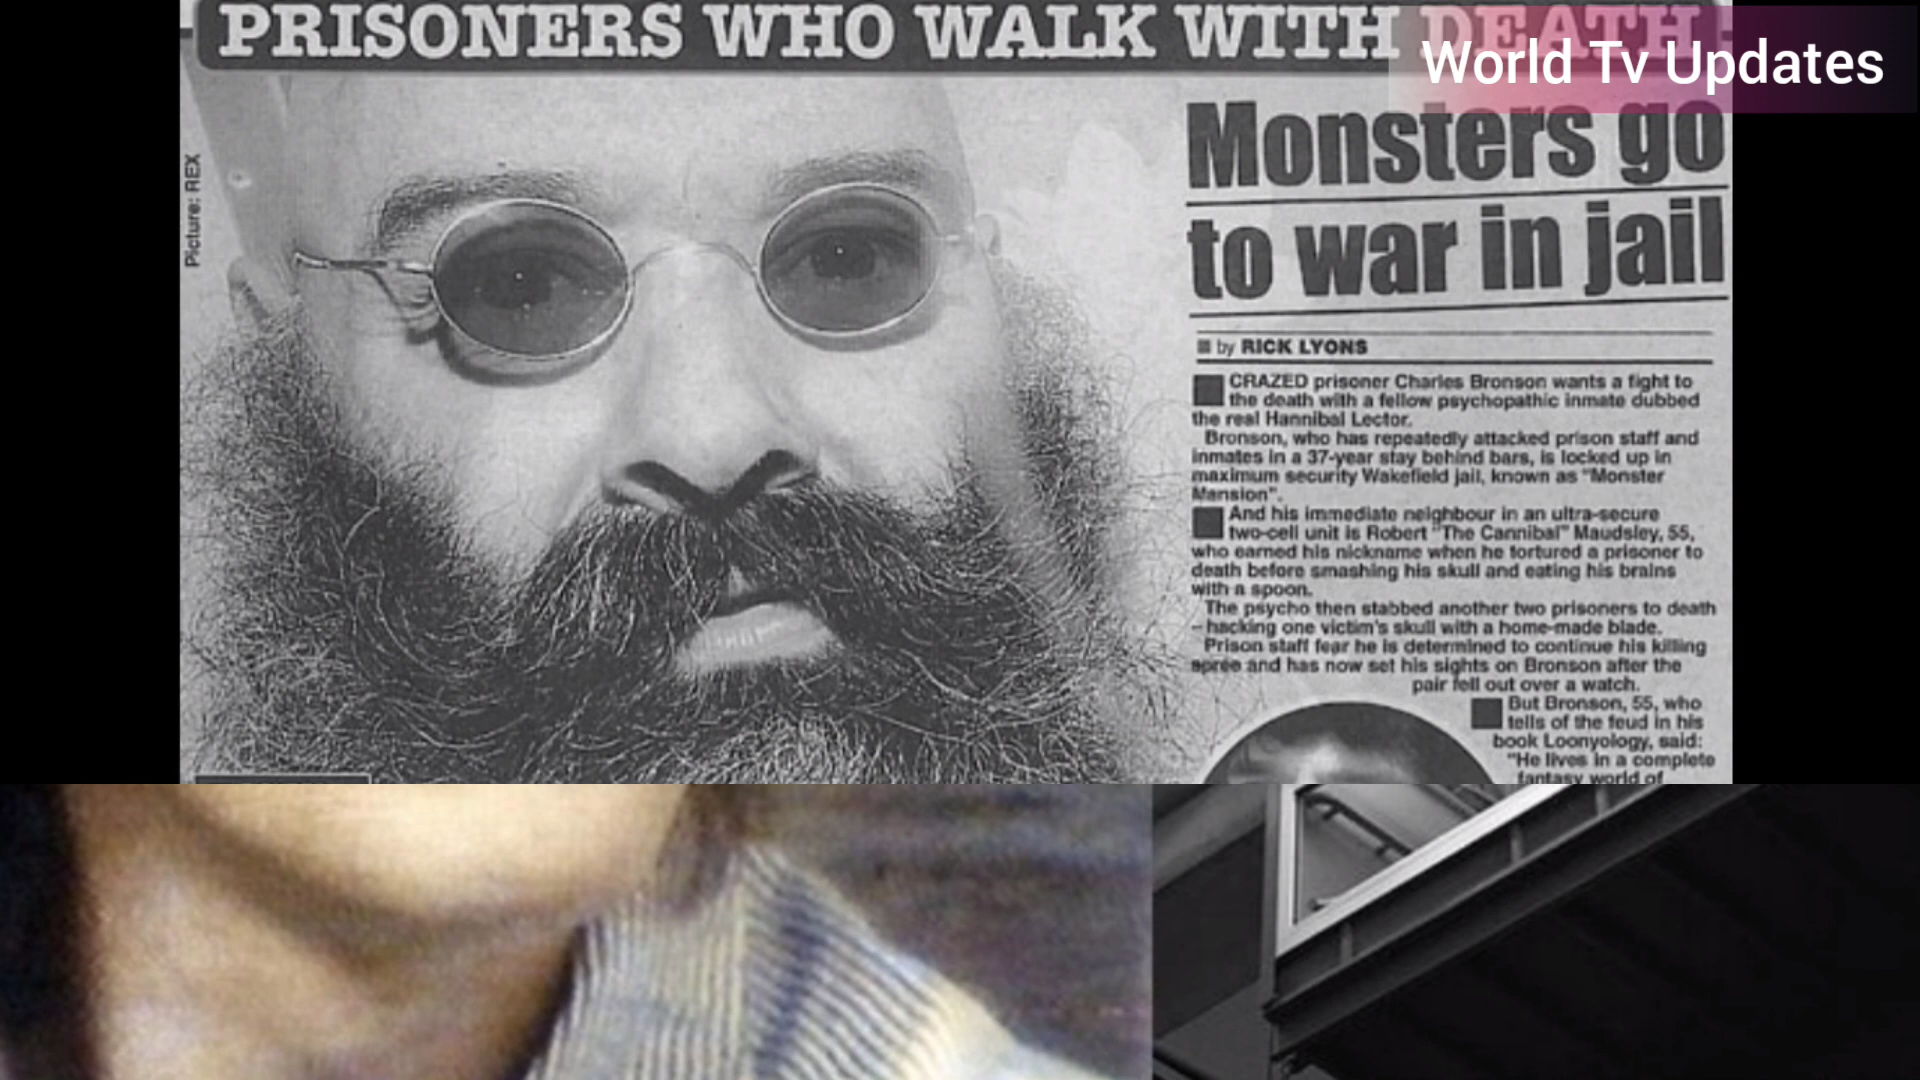 PRISONERS WHO WALK WITH DEATH
World Tv Updates
Picture: REX
Monsters go
to war in jail
by RICK LYONS
CRAZED prisoner Charles Bronson wants a fight to
the death with a fellow psychopathic inmate dubbed
the real Hannibal Lector.
Bronson, who has repeatedly attacked prison staff and
inmates in a 37-year stay behind bars, is locked up in
maximum security Wakefield jail, known as "Monster
Mansion".
And his immediate neighbour in an ultra-secure
two-cell unit is Robert "The Cannibal" Maudsley, 55,
who earned his nickname when he tortured a prisoner to
death before smashing his skull and eating his brains
with a spoon.
The psycho then stabbed another two prisoners to death
– hacking one victim's skull with a home-made blade.
Prison staff fear he is determined to continue his killing
spree and has now set his sights on Bronson after the
pair fell out over a watch.
But Bronson, 55, who
tells of the feud in his
book Loonyology, said:
"He lives in a complete
fantasy world of